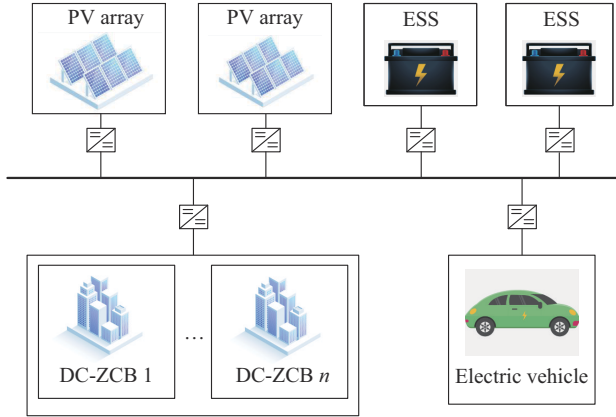 PV array
PV array
ESS
ESS
DC-ZCB 1
...
DC-ZCB n
Electric vehicle